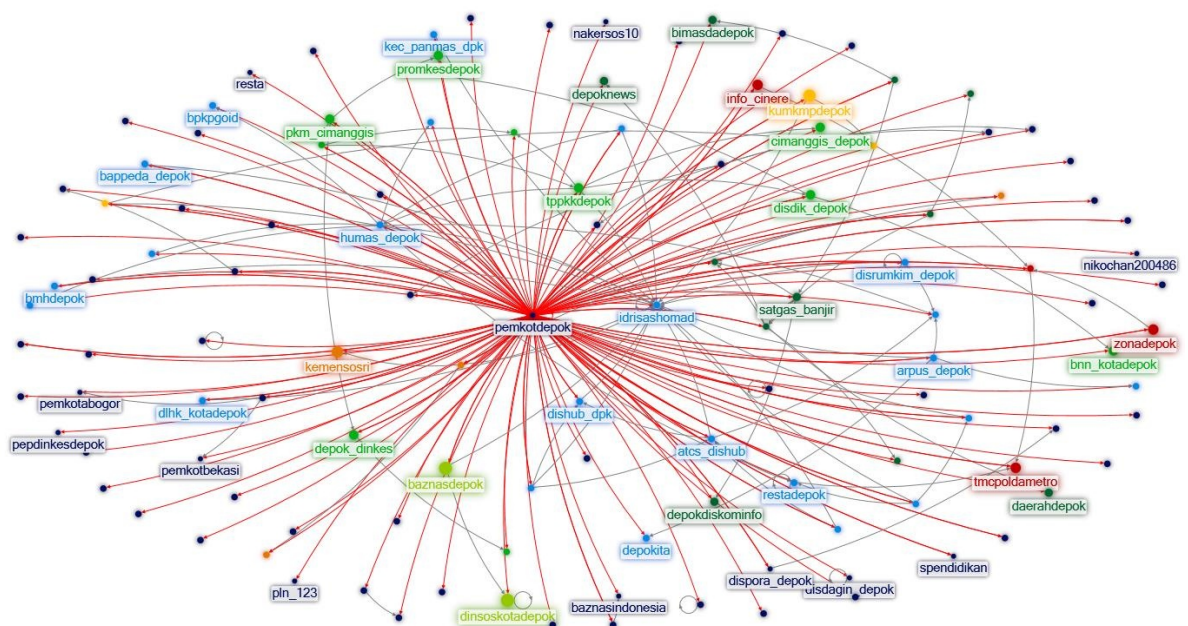 nakersos10
bimasdadepok
kec_panmas_dpk
promkesdepok
resta
depoknews
info_cinere
kumkmpdepok
bpkpgoid
pkm_cimanggis
cimanggis_depok
bappeda_depok
tppkkdepok
disdik_depok
humas_depok
nikochan200486
disrumkim_depok
bmhdepok
satgas_banjir
idrisashomad
pemkotdepok
zonadepok
kemensosri
arpus_depok
bnn_kotadepok
pemkotabogor
dlhk_kotadepok
dishub_dpk
pepdinkesdepok
depok_dinkes
atcs_dishub
pemkotbekasi
baznasdepok
tmcpoldametro
restadepok
depokdiskominfo
daerahdepok
depokita
spendidikan
dispora_depok
disdagin_depok
pln_123
baznasindonesia
dinsoskotadepok